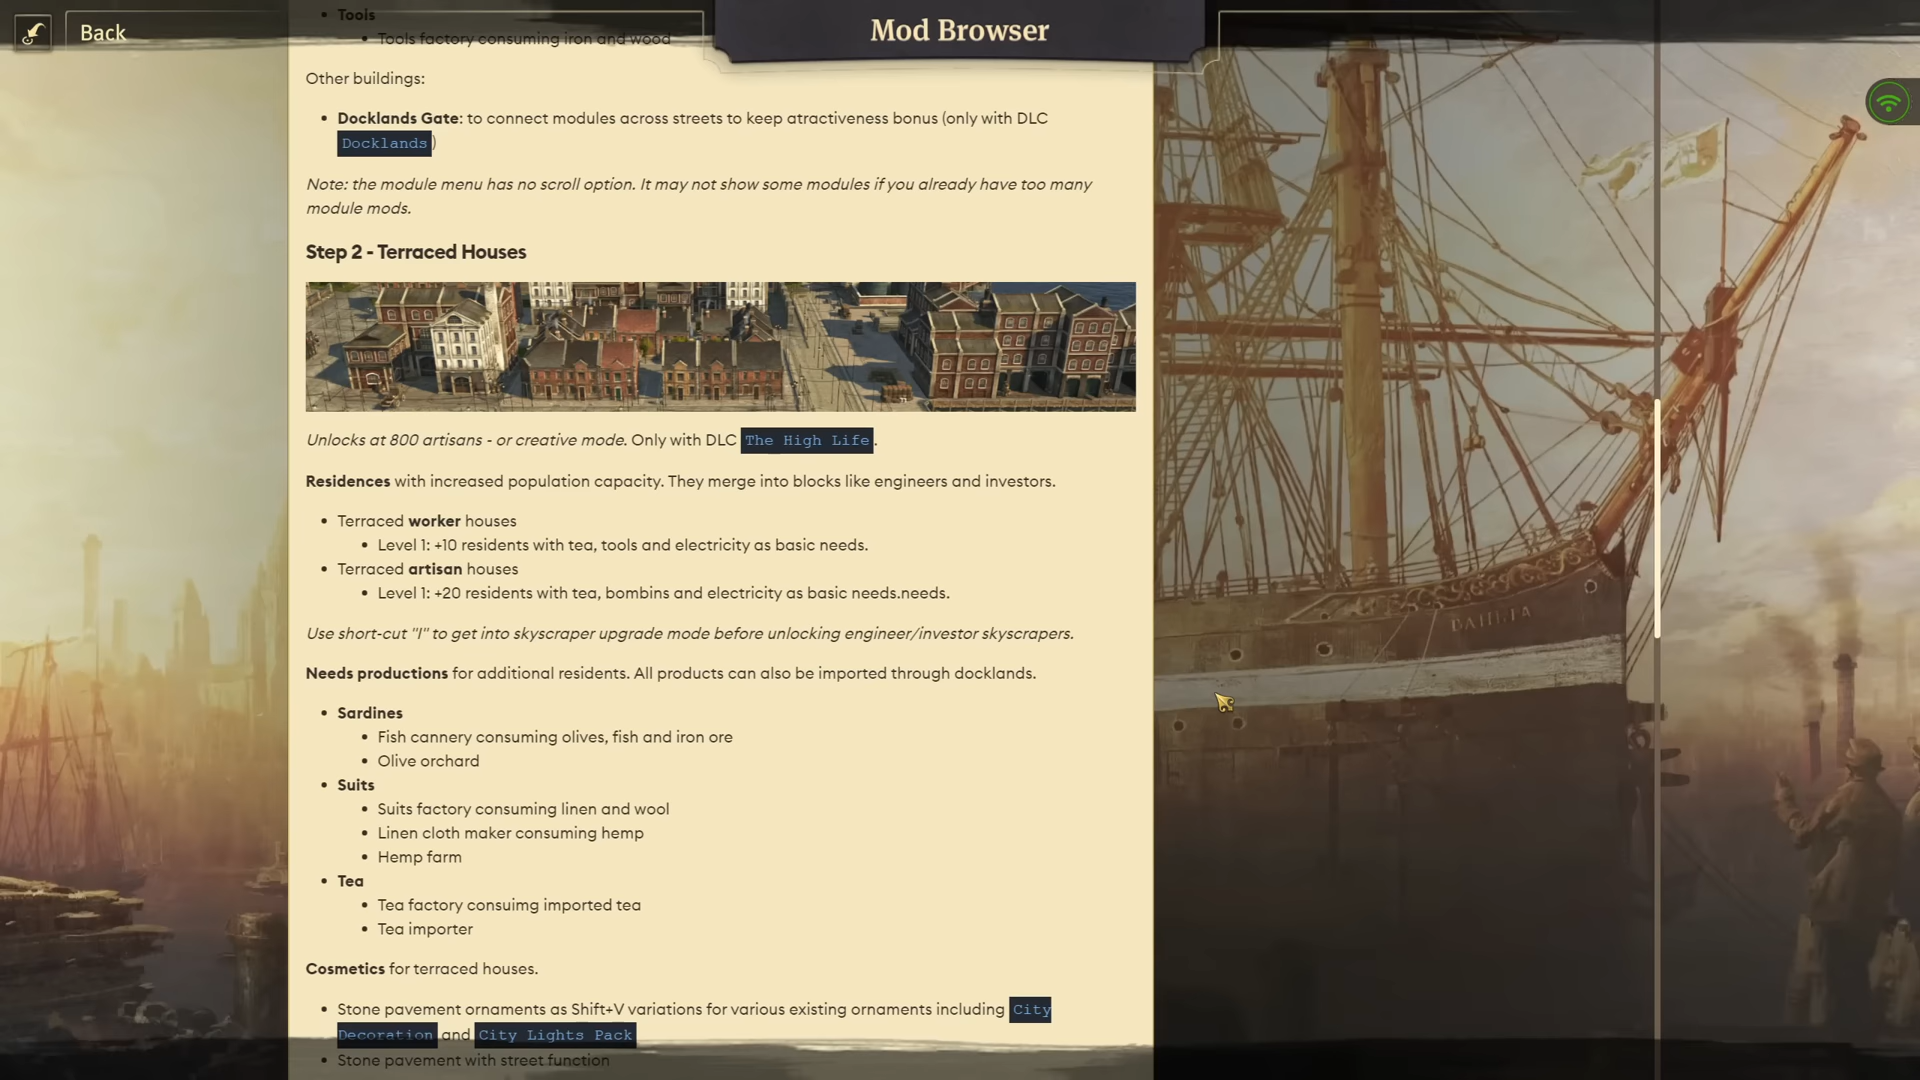 Back
Mod Browser
Tools
Tools factory consuming iron and wood
Other buildings:
Docklands Gate: to connect modules across streets to keep atractiveness bonus (only with DLC
Docklands)
Note: the module menu has no scroll option. It may not show some modules if you already have too many
module mods.
Step 2 - Terraced Houses
Unlocks at 800 artisans - or creative mode. Only with DLC The High Life.
Residences with increased population capacity. They merge into blocks like engineers and investors.
Terraced worker houses
Level 1: +10 residents with tea, tools and electricity as basic needs.
Terraced artisan houses
Level 1: +20 residents with tea, bombins and electricity as basic needs.needs.
Use short-cut "I" to get into skyscraper upgrade mode before unlocking engineer/investor skyscrapers.
Needs productions for additional residents. All products can also be imported through docklands.
Sardines
Fish cannery consuming olives, fish and iron ore
Olive orchard
Suits
Suits factory consuming linen and wool
Linen cloth maker consuming hemp
Hemp farm
Tea
Tea factory consuimg imported tea
Tea importer
Cosmetics for terraced houses.
Stone pavement ornaments as Shift+V variations for various existing ornaments including City
Decoration and City Lights Pack
Stone pavement with street function
DAHLIA